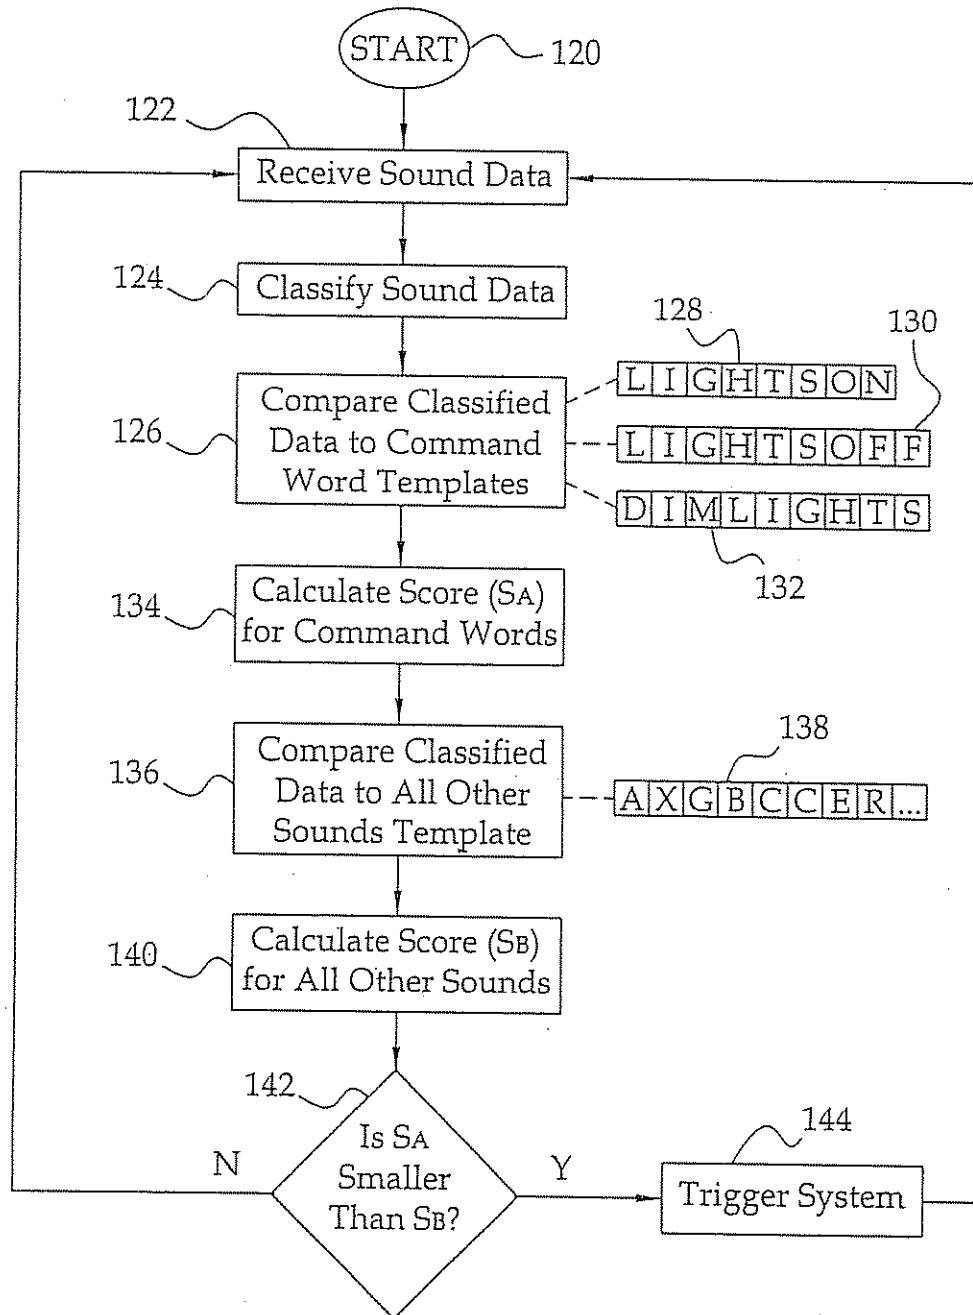 START
120
122
Receive Sound Data
124
Classify Sound Data
128
130
126
Compare Classified
Data to Command
Word Templates
LIGHTSON
LIGHTSOFF
DIMLIGHTS
132
134
Calculate Score (SA)
for Command Words
136
Compare Classified
Data to All Other
Sounds Template
138
AXGBCCER...
140
Calculate Score (SB)
for All Other Sounds
142
Is SA
Smaller
Than SB?
N
Y
144
Trigger System